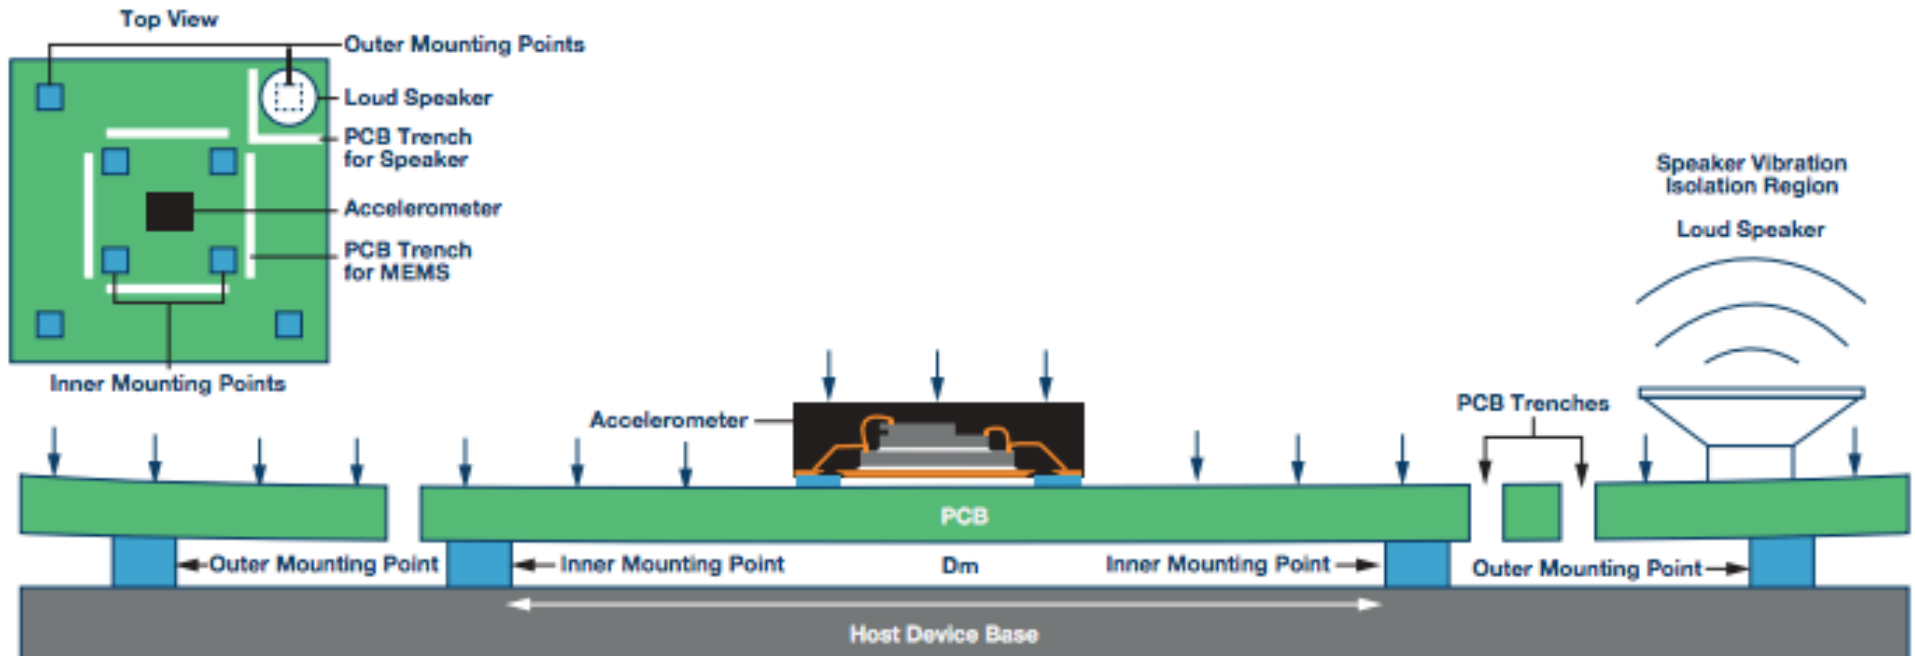 Top View
Outer Mounting Points
Loud Speaker
PCB Trench
for Speaker
Accelerometer
PCB Trench
for MEMS
Inner Mounting Points
Speaker Vibration
Isolation Region
Loud Speaker
PCB Trenches
Accelerometer
PCB
Outer Mounting Point
Inner Mounting Point
Dm
Inner Mounting Point
Outer Mounting Point
Host Device Base